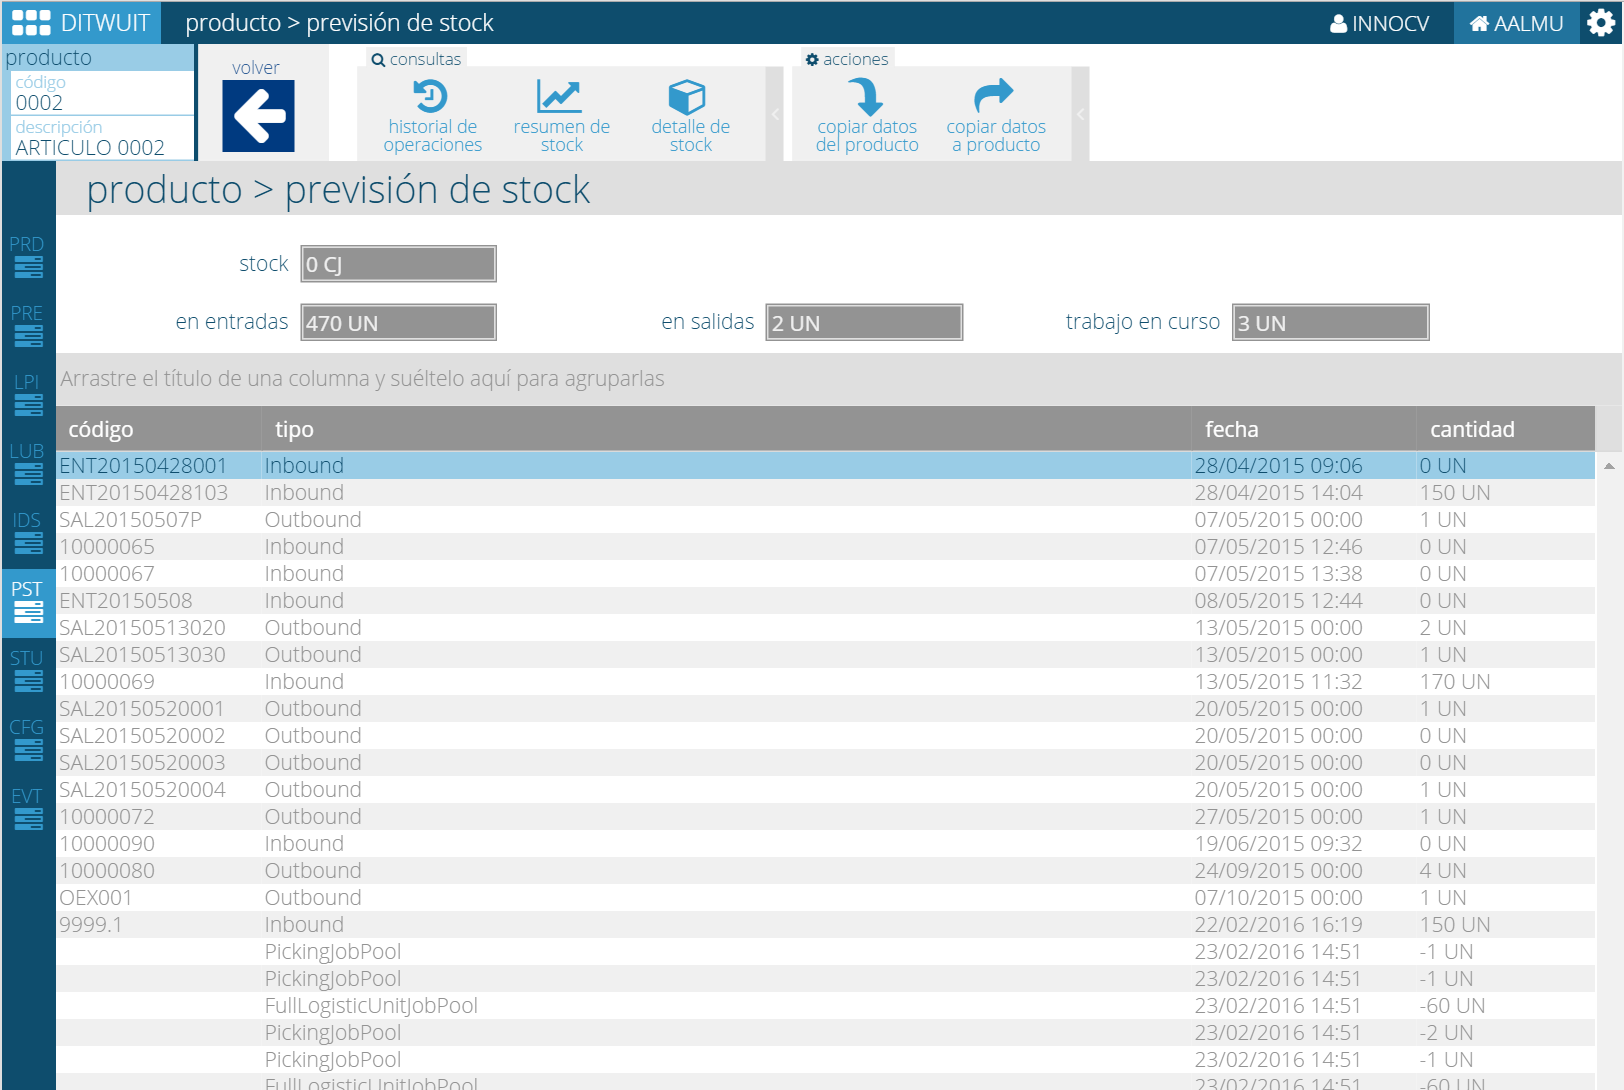 DITWUIT producto > previsión de stock INNOCV AALMU
producto
código
0002
descripción
ARTICULO 0002
volver
consultas
historial de operaciones
resumen de stock
detalle de stock
acciones
copiar datos del producto
copiar datos a producto
producto > previsión de stock
PRD
PRE
LPI
LUB
IDS
PST
STU
CFG
EVT
stock 0 CJ
en entradas 470 UN en salidas 2 UN trabajo en curso 3 UN
Arrastre el título de una columna y suéltelo aquí para agruparlas
código tipo fecha cantidad
ENT20150428001 Inbound 28/04/2015 09:06 0 UN
ENT20150428103 Inbound 28/04/2015 14:04 150 UN
SAL20150507P Outbound 07/05/2015 00:00 1 UN
10000065 Inbound 07/05/2015 12:46 0 UN
10000067 Inbound 07/05/2015 13:38 0 UN
ENT20150508 Inbound 08/05/2015 12:44 0 UN
SAL20150513020 Outbound 13/05/2015 00:00 2 UN
SAL20150513030 Outbound 13/05/2015 00:00 1 UN
10000069 Inbound 13/05/2015 11:32 170 UN
SAL20150520001 Outbound 20/05/2015 00:00 1 UN
SAL20150520002 Outbound 20/05/2015 00:00 0 UN
SAL20150520003 Outbound 20/05/2015 00:00 0 UN
SAL20150520004 Outbound 20/05/2015 00:00 1 UN
10000072 Outbound 27/05/2015 00:00 1 UN
10000090 Inbound 19/06/2015 09:32 0 UN
10000080 Outbound 24/09/2015 00:00 4 UN
OEX001 Outbound 07/10/2015 00:00 1 UN
9999.1 Inbound 22/02/2016 16:19 150 UN
PickingJobPool 23/02/2016 14:51 -1 UN
PickingJobPool 23/02/2016 14:51 -1 UN
FullLogisticUnitJobPool 23/02/2016 14:51 -60 UN
PickingJobPool 23/02/2016 14:51 -2 UN
PickingJobPool 23/02/2016 14:51 -1 UN
FullLogisticUnitJobPool 23/02/2016 14:51 -60 UN